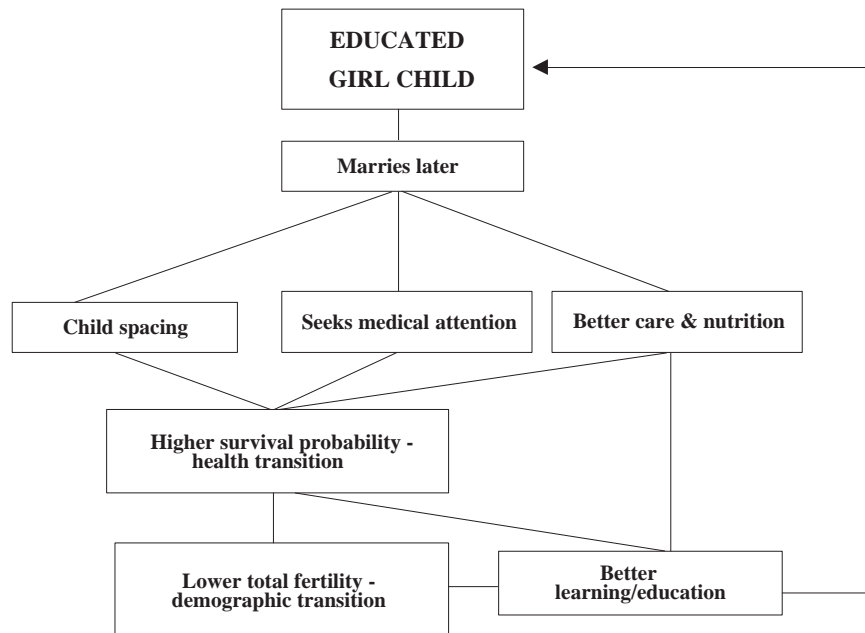 EDUCATED
GIRL CHILD
Marries later
Child spacing
Seeks medical attention
Better care & nutrition
Higher survival probability -
health transition
Lower total fertility -
demographic transition
Better
learning/education